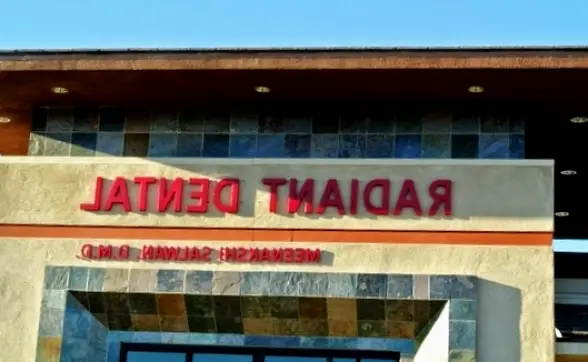 RADIANT DENTAL
MEENAKSHI SALWAN, D.M.D.